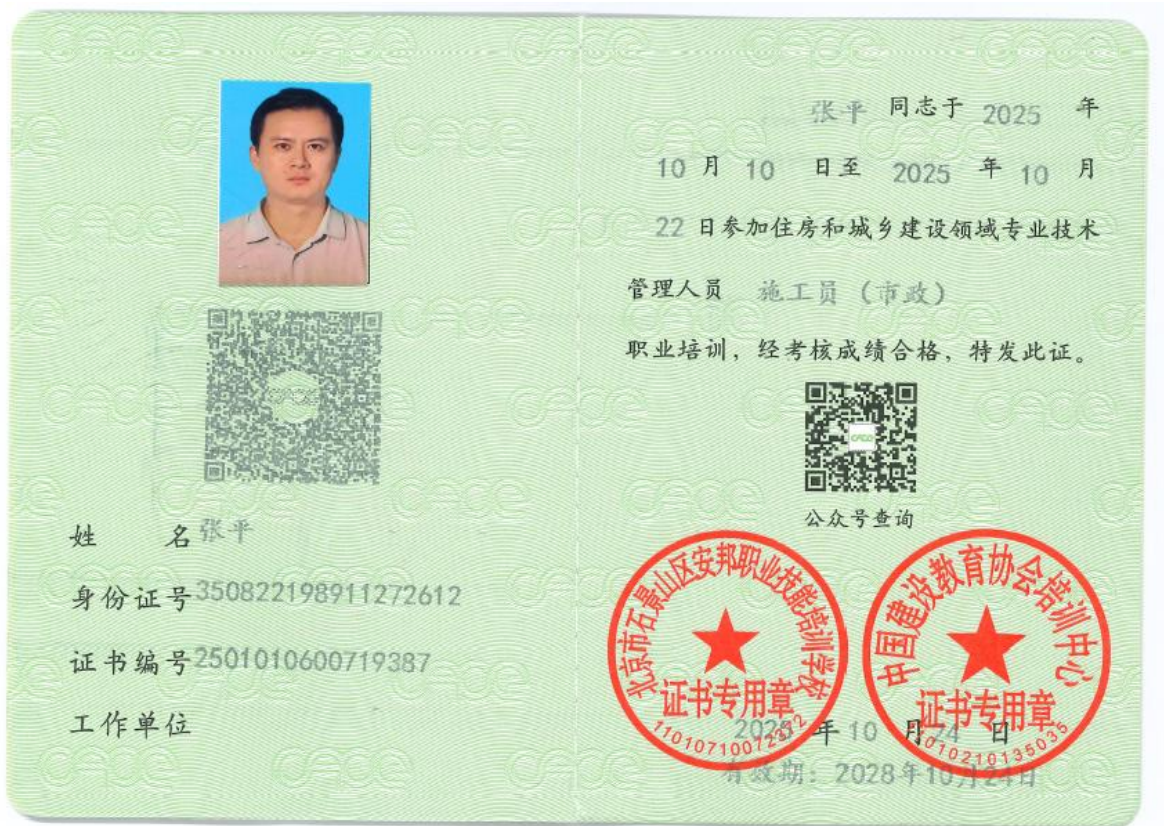 姓 名 张平
身份证号 350822198911272612
证书编号 2501010600719387
工作单位
张平 同志于 2025 年
10 月 10 日至 2025 年 10 月
22 日参加住房和城乡建设领域专业技术
管理人员 施工员（市政）
职业培训，经考核成绩合格，特发此证。
公众号查询
北京市石景山区安邦职业技能培训学校
证书专用章
11010710072372
中国建设教育协会培训中心
证书专用章
11010210135035
2025 年 10 月 24 日
有效期：2028年10月24日